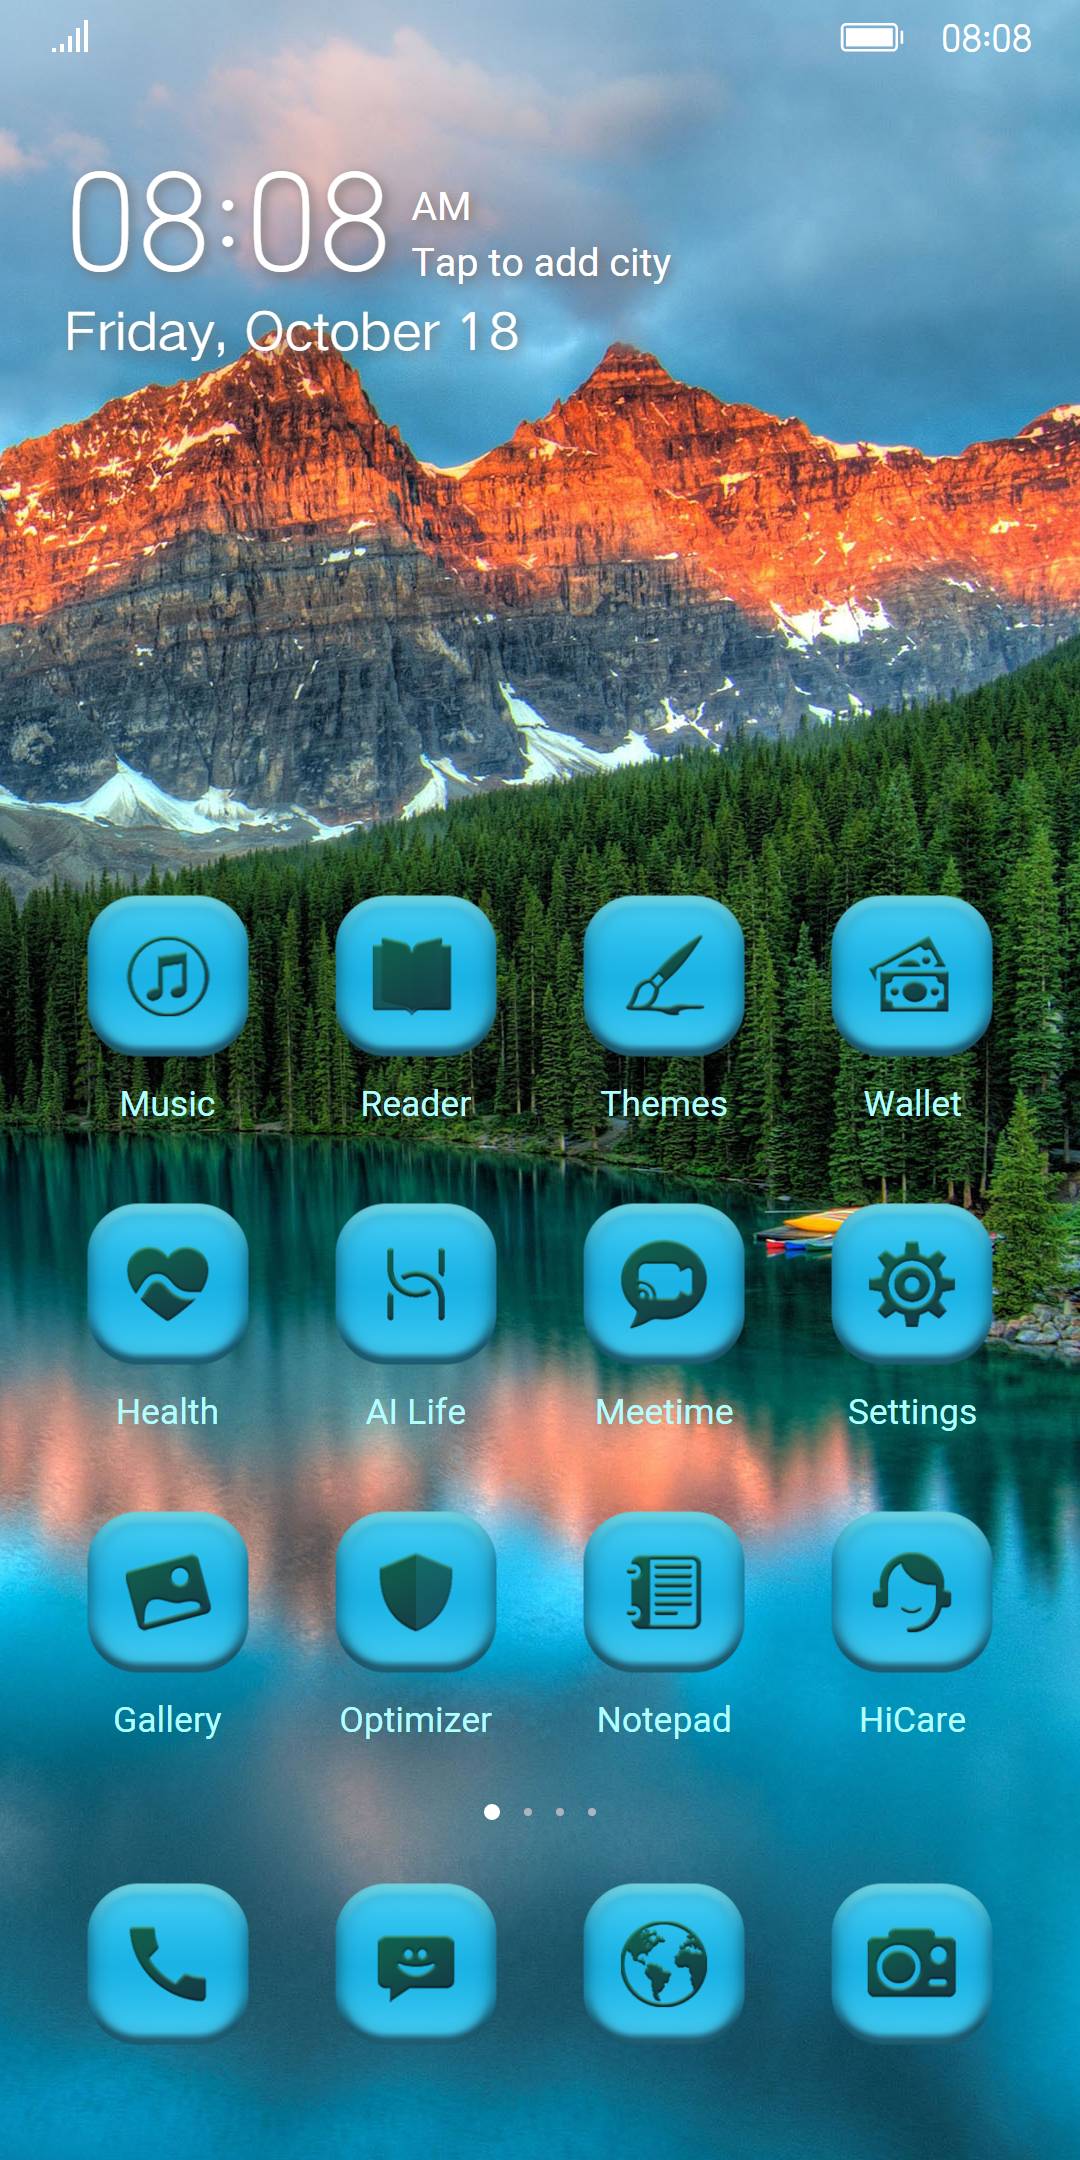 08:08
08:08 AM
Tap to add city
Friday, October 18
Music Reader Themes Wallet
Health AI Life Meetime Settings
Gallery Optimizer Notepad HiCare